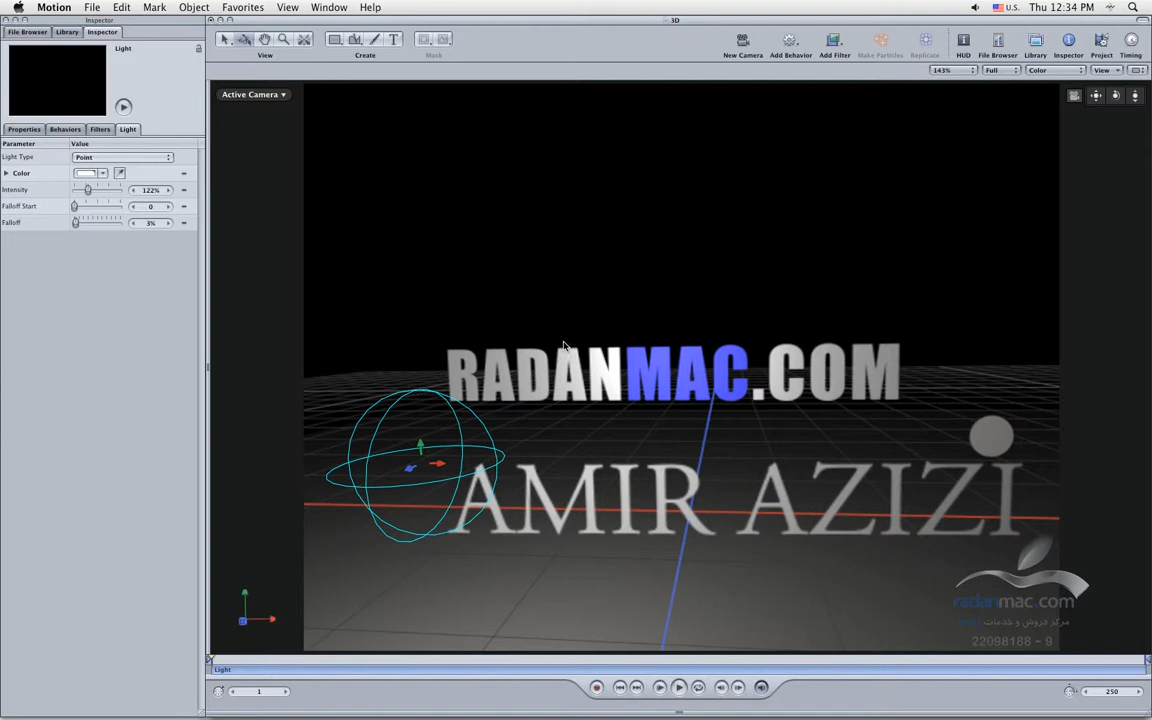 Motion File Edit Mark Object Favorites View Window Help U.S. Thu 12:34 PM
Inspector 3D
File Browser Library Inspector
Light
View Create Mask New Camera Add Behavior Add Filter Make Particles Replicate HUD File Browser Library Inspector Project Timing
143% Full Color View
Active Camera
Properties Behaviors Filters Light
Parameter Value
Light Type Point
Color
Intensity 122%
Falloff Start 0
Falloff 3%
RADANMAC.COM
AMIR AZIZI
radanmac.com
22098188 - 9
Light
1 250